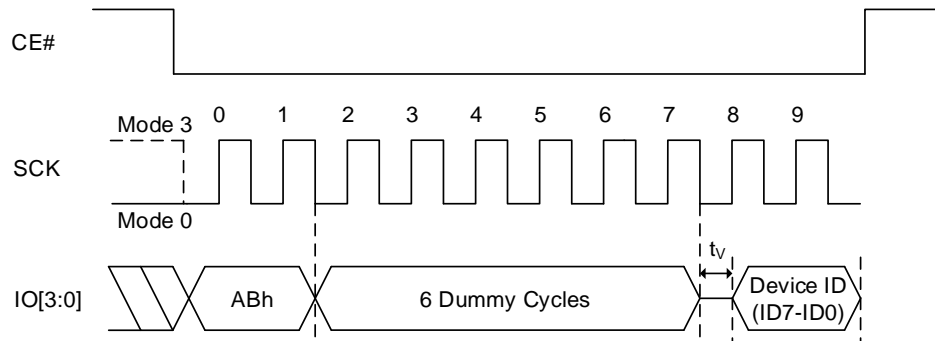 CE#
Mode 3
0 1 2 3 4 5 6 7 8 9
SCK
Mode 0
tV
IO[3:0]
ABh
6 Dummy Cycles
Device ID
(ID7-ID0)